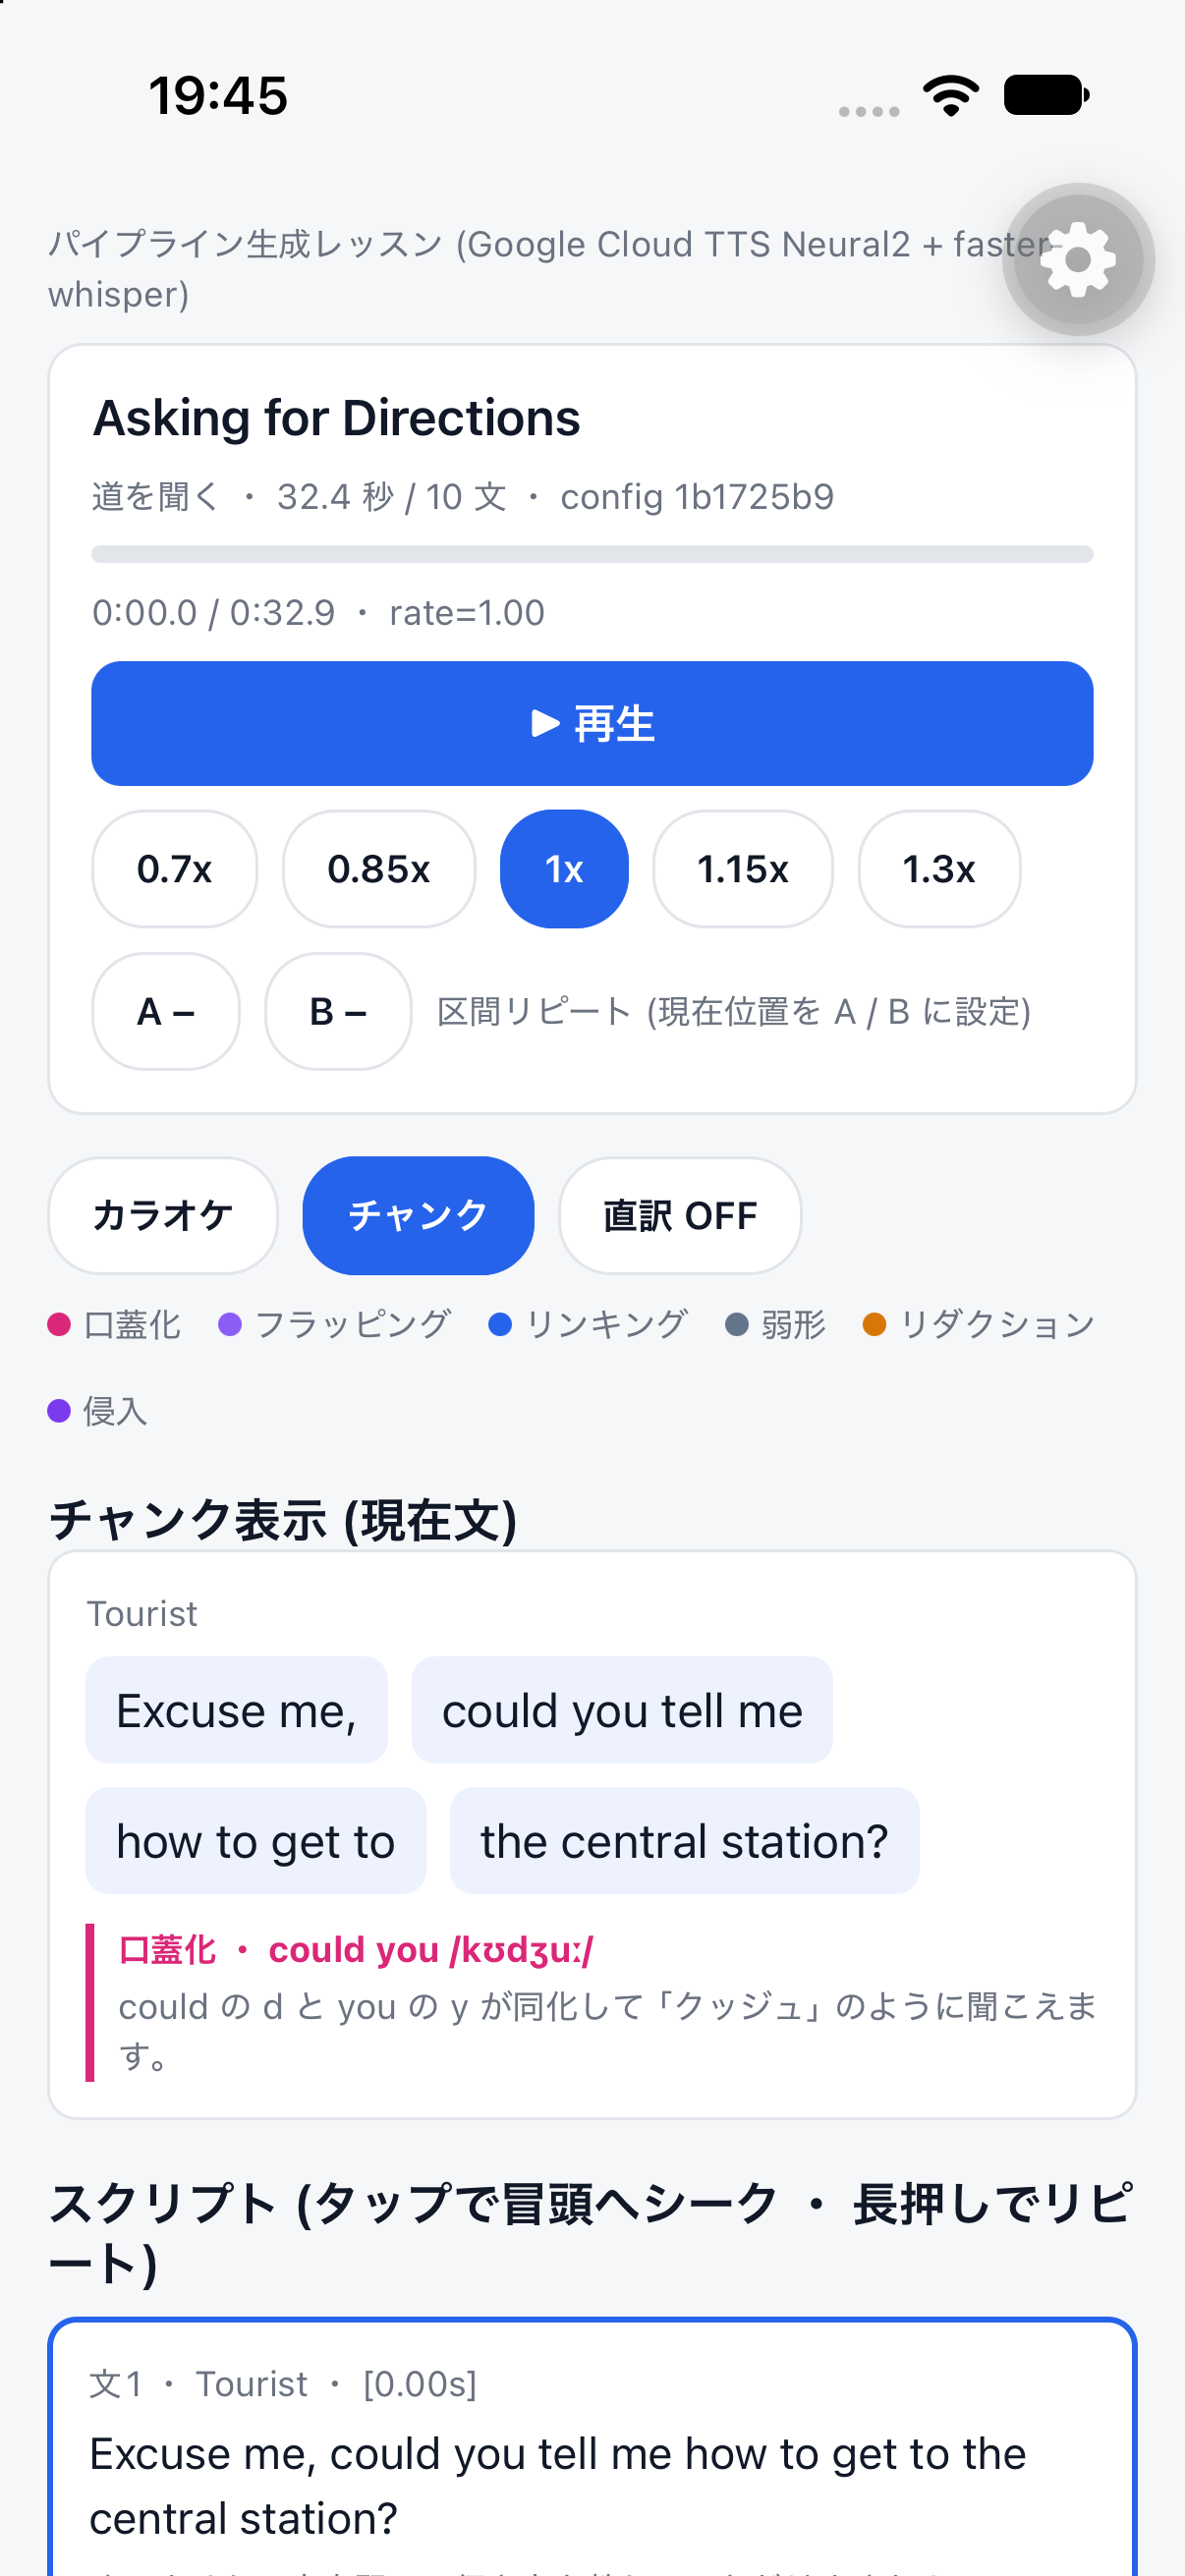 19:45
パイプライン生成レッスン (Google Cloud TTS Neural2 + faster-
whisper)
Asking for Directions
道を聞く ・ 32.4 秒 / 10 文 ・ config 1b1725b9
0:00.0 / 0:32.9 ・ rate=1.00
▶ 再生
0.7x 0.85x 1x 1.15x 1.3x
A – B – 区間リピート (現在位置を A / B に設定)
カラオケ チャンク 直訳 OFF
口蓋化 フラッピング リンキング 弱形 リダクション
侵入
チャンク表示 (現在文)
Tourist
Excuse me, could you tell me
how to get to the central station?
口蓋化 ・ could you /kʊdʒuː/
could の d と you の y が同化して「クッジュ」のように聞こえま
す。
スクリプト (タップで冒頭へシーク ・ 長押しでリピ
ート)
文1 ・ Tourist ・ [0.00s]
Excuse me, could you tell me how to get to the
central station?